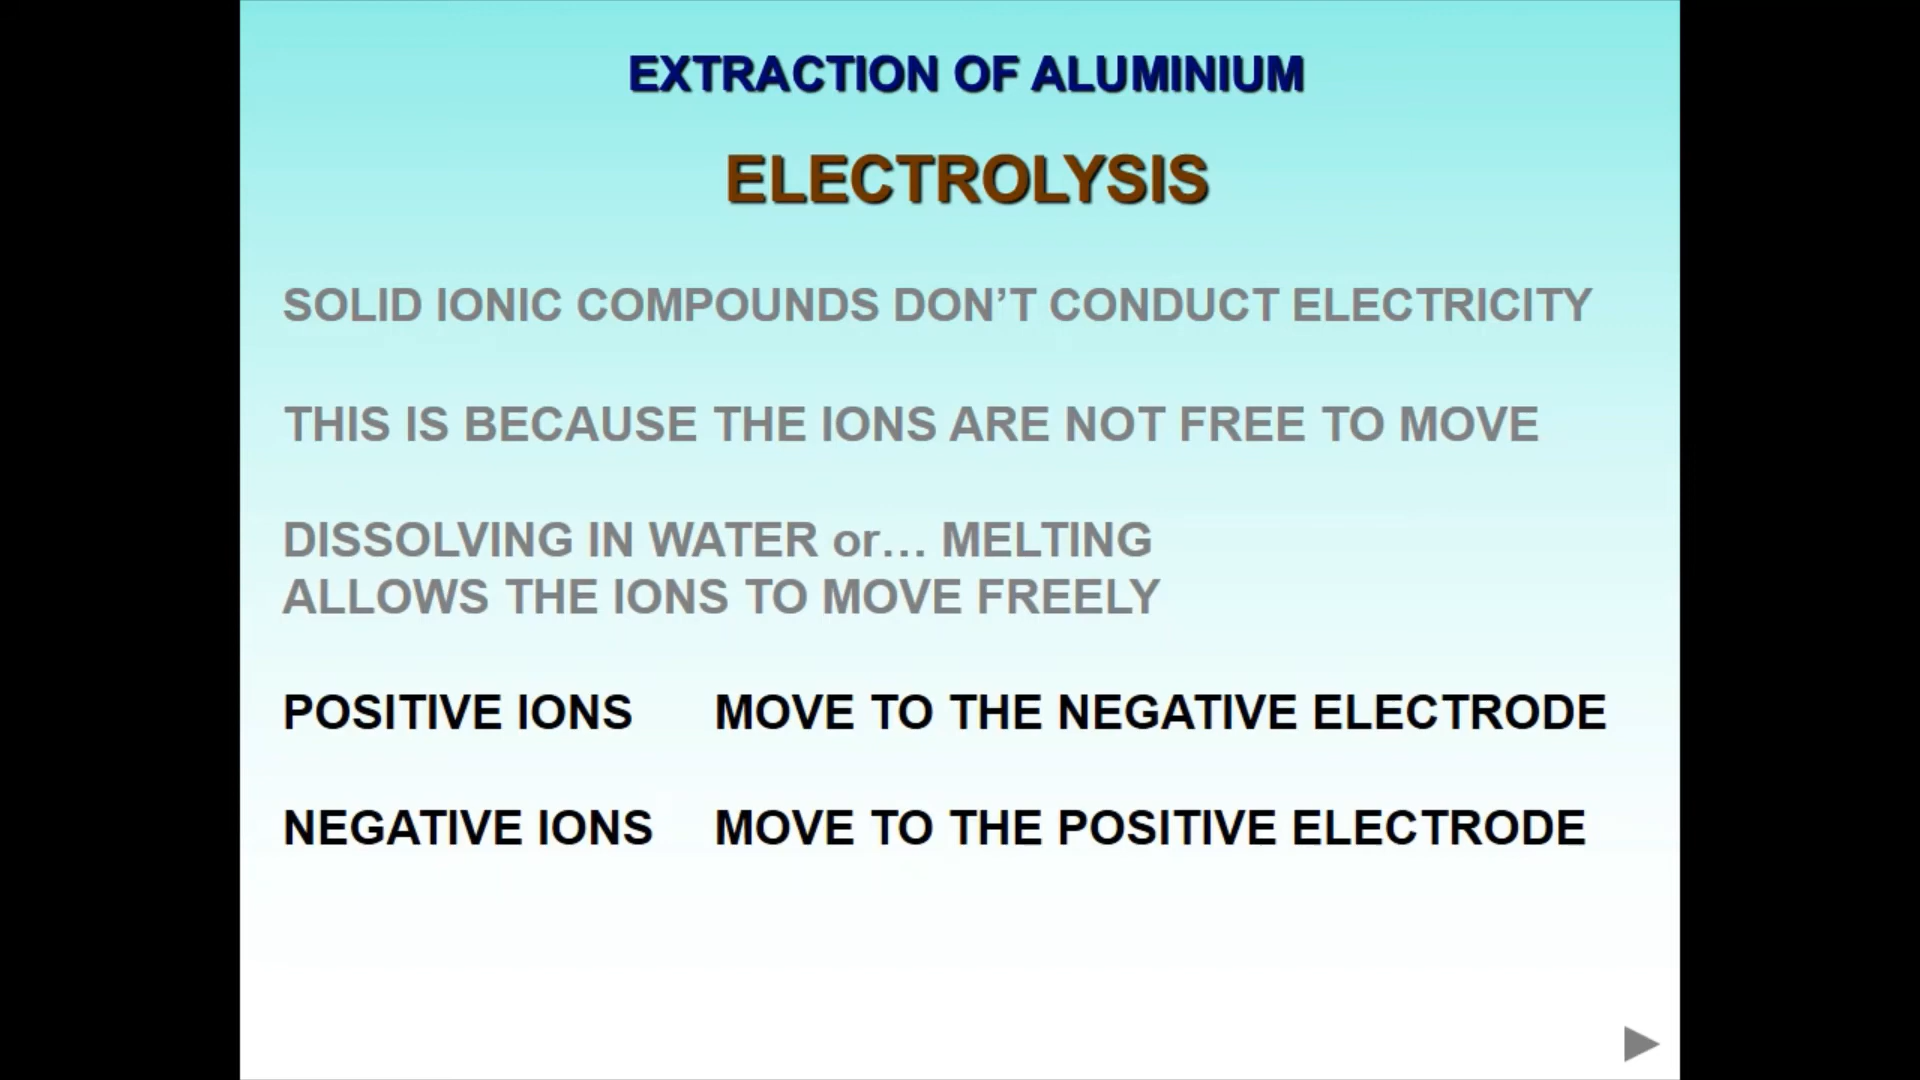 EXTRACTION OF ALUMINIUM
ELECTROLYSIS
SOLID IONIC COMPOUNDS DON’T CONDUCT ELECTRICITY
THIS IS BECAUSE THE IONS ARE NOT FREE TO MOVE
DISSOLVING IN WATER or… MELTING
ALLOWS THE IONS TO MOVE FREELY
POSITIVE IONS MOVE TO THE NEGATIVE ELECTRODE
NEGATIVE IONS MOVE TO THE POSITIVE ELECTRODE